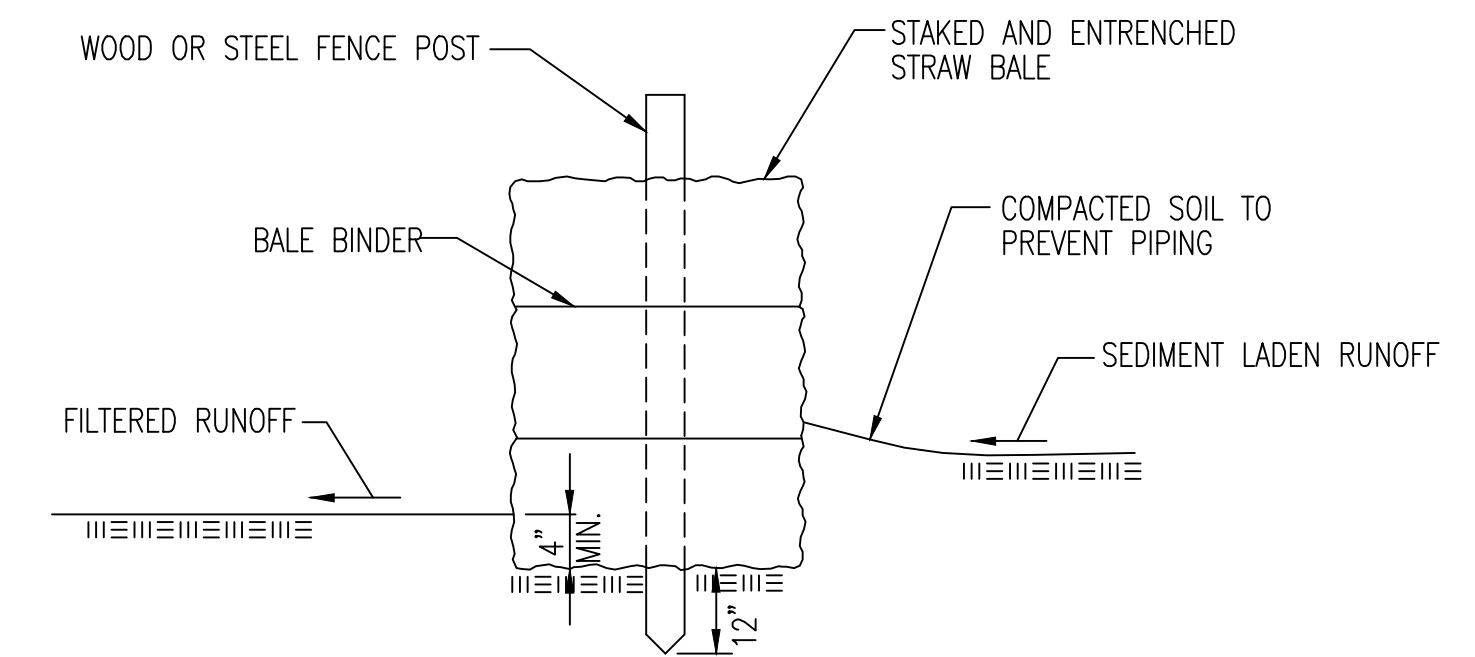 WOOD OR STEEL FENCE POST
STAKED AND ENTRENCHED
STRAW BALE
BALE BINDER
COMPACTED SOIL TO
PREVENT PIPING
SEDIMENT LADEN RUNOFF
FILTERED RUNOFF
4"
MIN.
12"